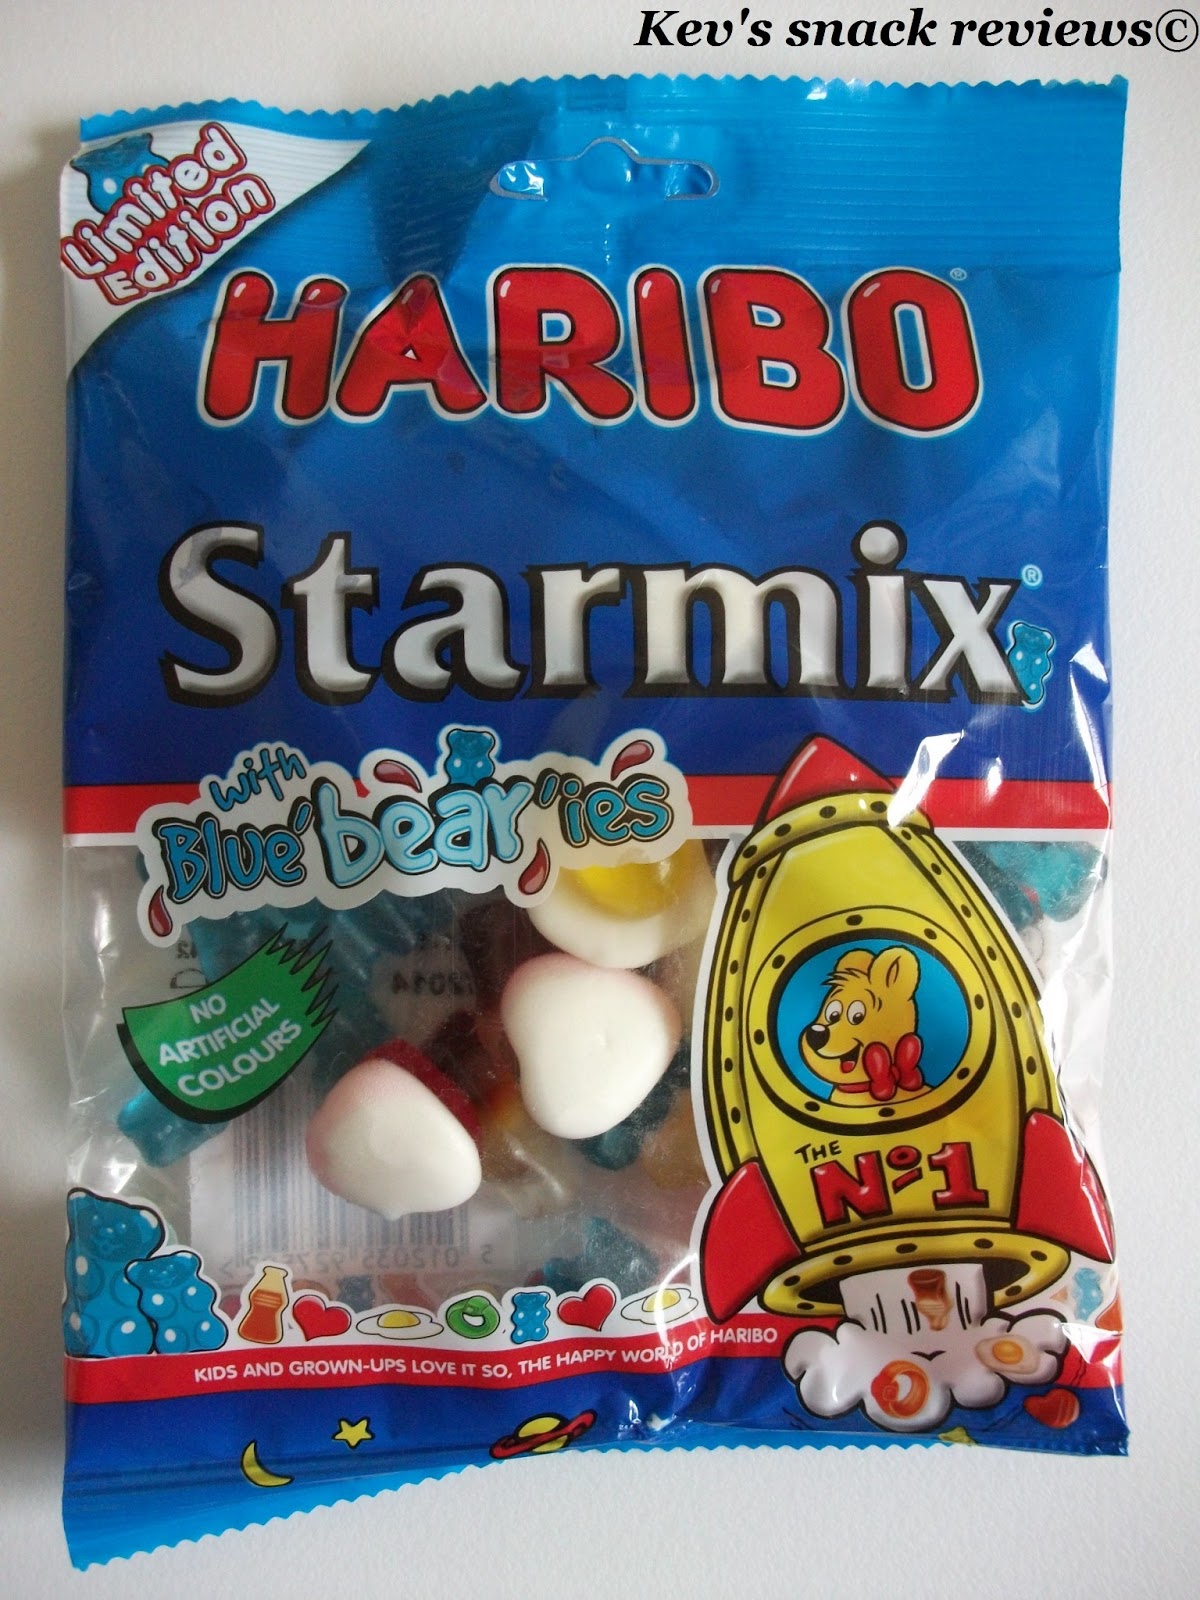 Kev's snack reviews©
Limited
Edition
HARIBO®
Starmix®
with
Blue'bear'ies
NO
ARTIFICIAL
COLOURS
2014
THE
Nº1
KIDS AND GROWN-UPS LOVE IT SO, THE HAPPY WORLD OF HARIBO